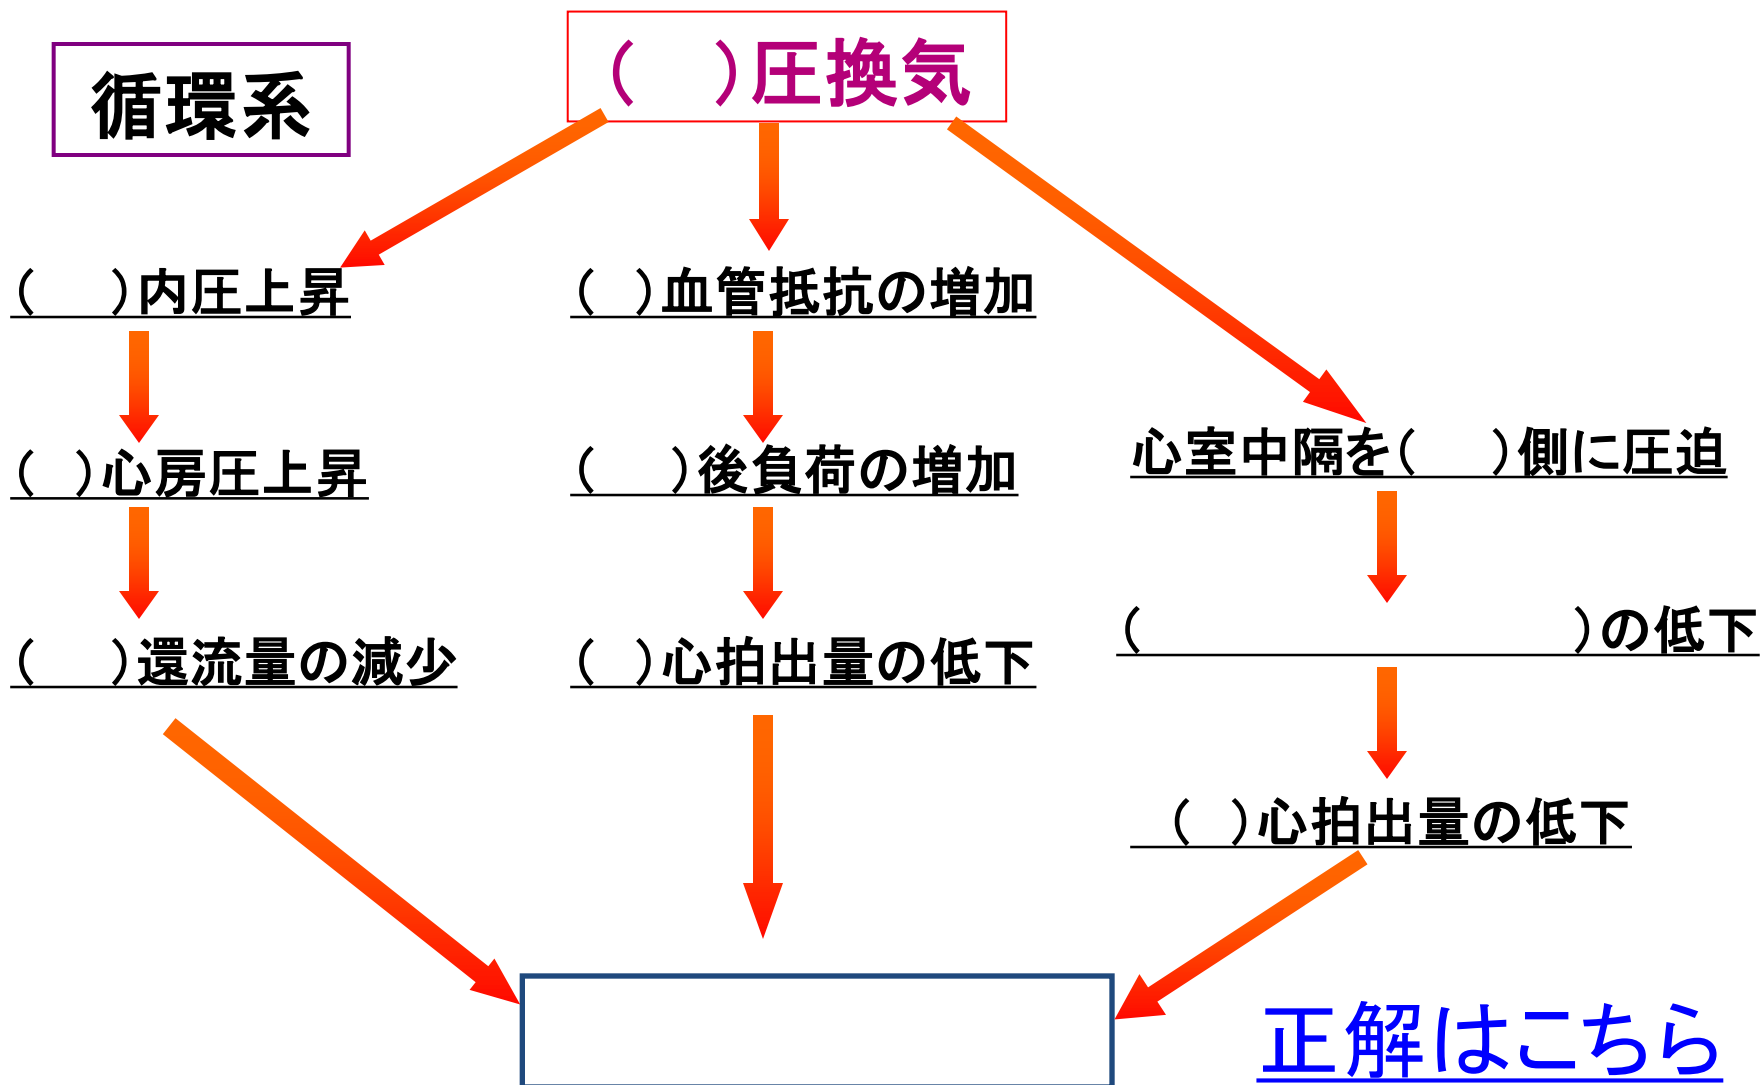 循環系
（　）圧換気
（　）内圧上昇
（　）心房圧上昇
（　）還流量の減少
（　）血管抵抗の増加
（　）後負荷の増加
（　）心拍出量の低下
心室中隔を（　）側に圧迫
（　　　　　　　　）の低下
（　）心拍出量の低下
正解はこちら